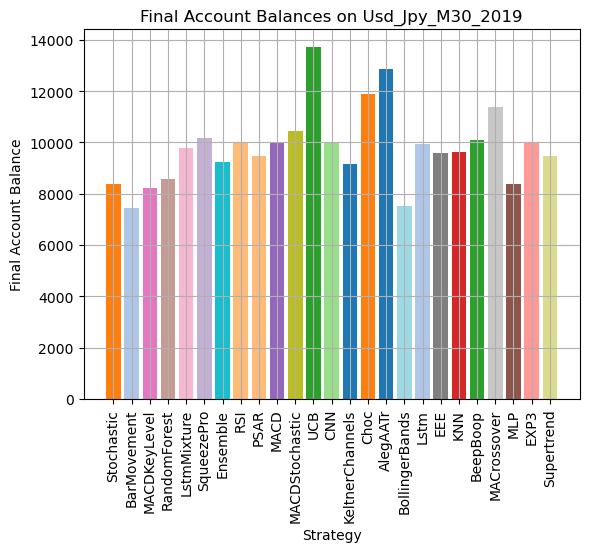 Final Account Balances on Usd_Jpy_M30_2019
Final Account Balance
14000
12000
10000
8000
6000
4000
2000
0
Stochastic
BarMovement
MACDKeyLevel
RandomForest
LstmMixture
SqueezePro
Ensemble
RSI
PSAR
MACD
MACDStochastic
UCB
CNN
KeltnerChannels
Choc
AlegAATr
BollingerBands
Lstm
EEE
KNN
BeepBoop
MACrossover
MLP
EXP3
Supertrend
Strategy